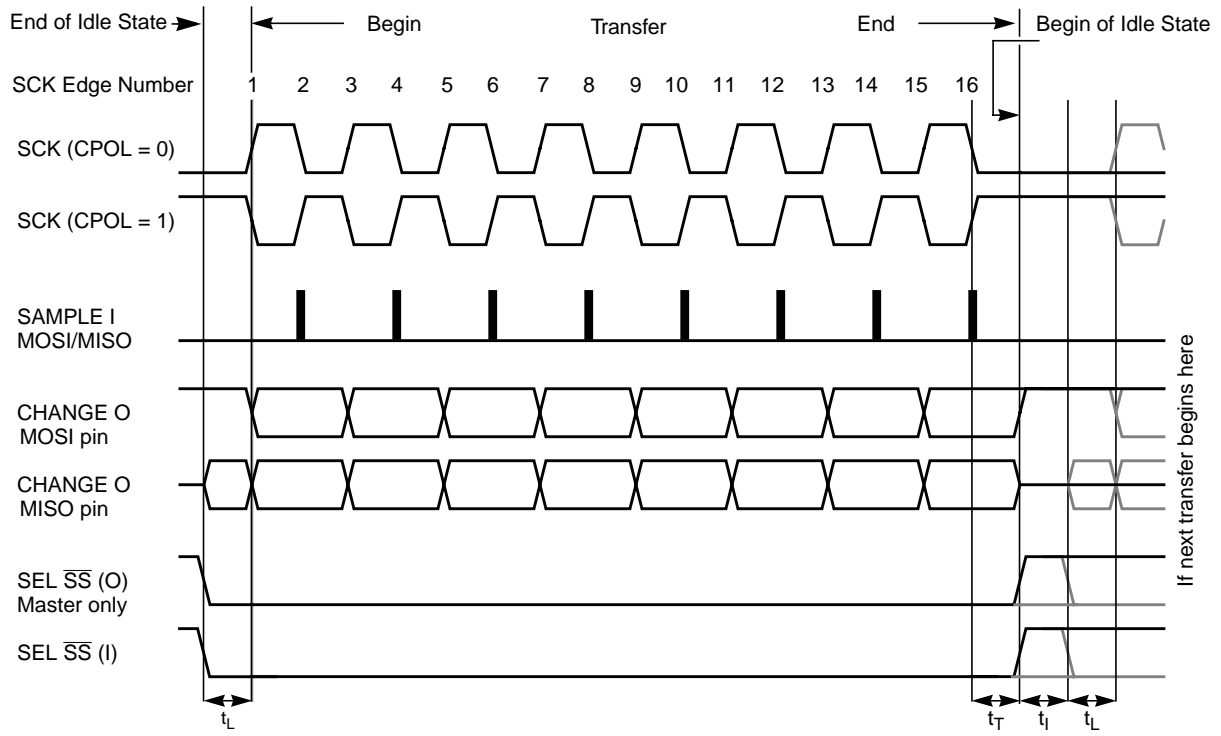 End of Idle State
Begin
Transfer
End
Begin of Idle State
SCK Edge Number
1 2 3 4 5 6 7 8 9 10 11 12 13 14 15 16
SCK (CPOL = 0)
SCK (CPOL = 1)
SAMPLE I
MOSI/MISO
CHANGE O
MOSI pin
CHANGE O
MISO pin
SEL SS (O)
Master only
SEL SS (I)
tL
tT
tI
tL
If next transfer begins here